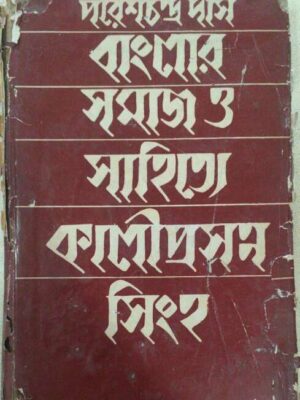 পরেশচন্দ্র দাস
বাংলার
সমাজ ও
সাহিত্যে
কালীপ্রসন্ন
সিংহ